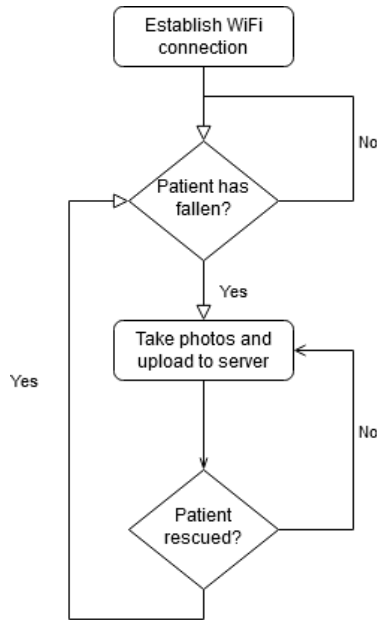 Establish WiFi
connection
No
Patient has
fallen?
Yes
Take photos and
upload to server
Yes
No
Patient
rescued?